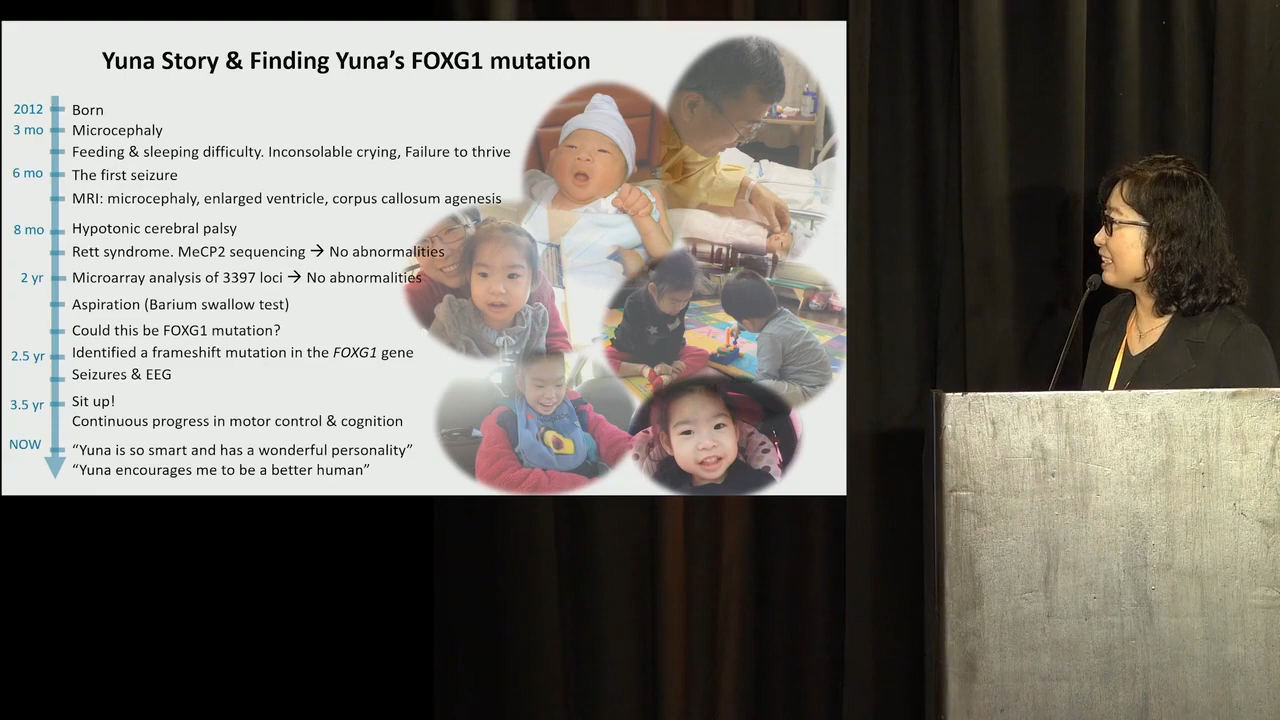 Yuna Story & Finding Yuna's FOXG1 mutation
2012 Born
3 mo Microcephaly
Feeding & sleeping difficulty. Inconsolable crying, Failure to thrive
6 mo The first seizure
MRI: microcephaly, enlarged ventricle, corpus callosum agenesis
8 mo Hypotonic cerebral palsy
Rett syndrome. MeCP2 sequencing → No abnormalities
2 yr Microarray analysis of 3397 loci → No abnormalities
Aspiration (Barium swallow test)
Could this be FOXG1 mutation?
2.5 yr Identified a frameshift mutation in the FOXG1 gene
Seizures & EEG
3.5 yr Sit up!
Continuous progress in motor control & cognition
NOW "Yuna is so smart and has a wonderful personality"
"Yuna encourages me to be a better human"